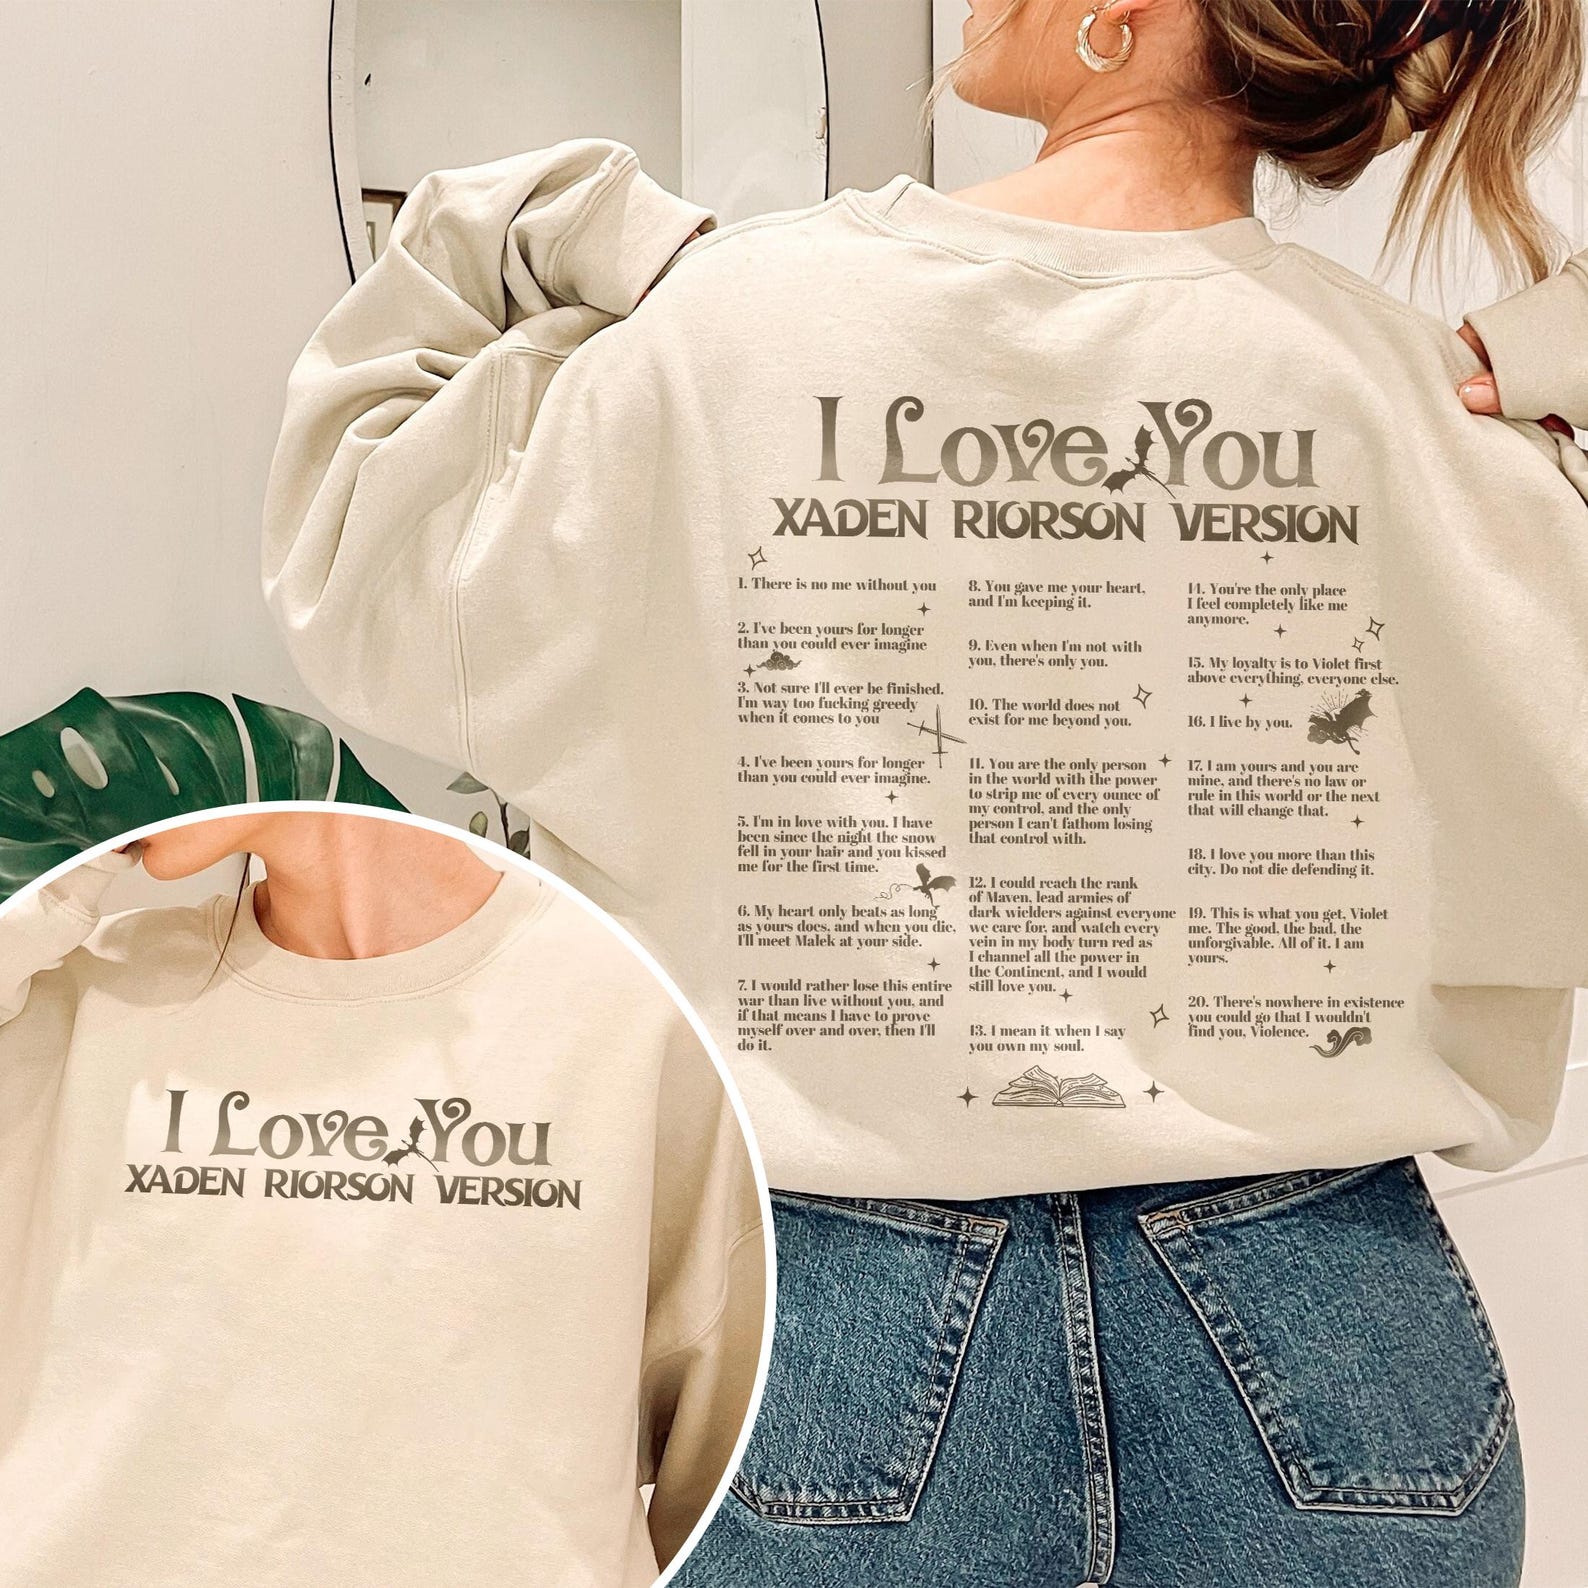 I Love You
XADEN RIORSON VERSION
1. There is no me without you
2. I've been yours for longer
than you could ever imagine
3. Not sure I'll ever be finished.
I'm way too fucking greedy
when it comes to you
4. I've been yours for longer
than you could ever imagine.
5. I'm in love with you. I have
been since the night the snow
fell in your hair and you kissed
me for the first time.
6. My heart only beats as long
as yours does, and when you die,
I'll meet Malek at your side.
7. I would rather lose this entire
war than live without you, and
if that means I have to prove
myself over and over, then I'll
do it.
8. You gave me your heart,
and I'm keeping it.
9. Even when I'm not with
you, there's only you.
10. The world does not
exist for me beyond you.
11. You are the only person
in the world with the power
to strip me of every ounce of
my control, and the only
person I can't fathom losing
that control with.
12. I could reach the rank
of Maven, lead armies of
dark wielders against everyone
we care for, and watch every
vein in my body turn red as
I channel all the power in
the Continent, and I would
still love you.
13. I mean it when I say
you own my soul.
14. You're the only place
I feel completely like me
anymore.
15. My loyalty is to Violet first
above everything, everyone else.
16. I live by you.
17. I am yours and you are
mine, and there's no law or
rule in this world or the next
that will change that.
18. I love you more than this
city. Do not die defending it.
19. This is what you get, Violet
me. The good, the bad, the
unforgivable. All of it. I am
yours.
20. There's nowhere in existence
you could go that I wouldn't
find you, Violence.
I Love You
XADEN RIORSON VERSION